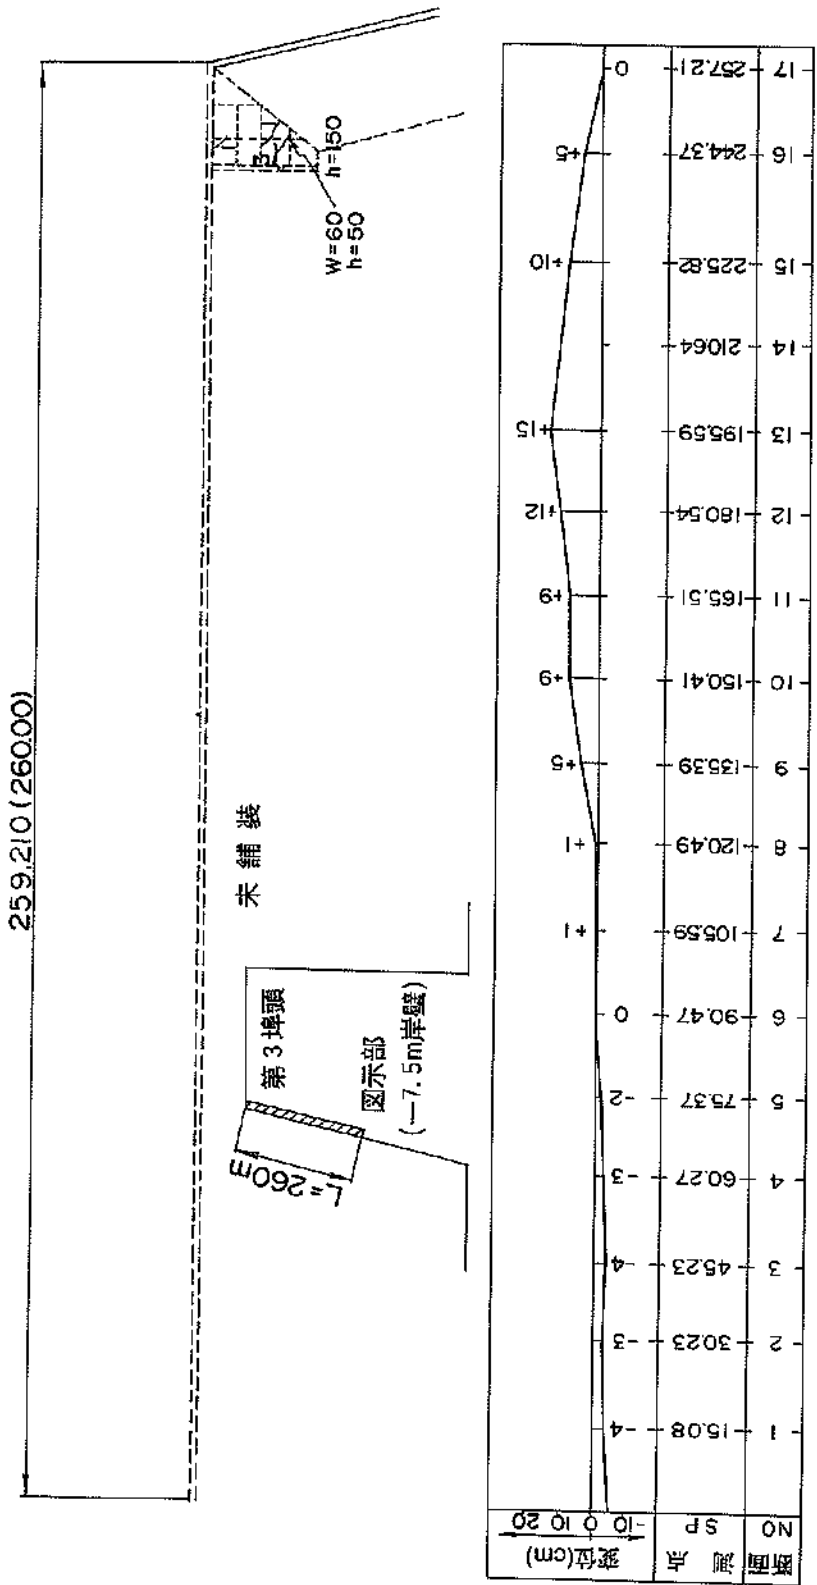 259.210 (260.00)
W=60
h=50
h=150
未舗装
第3埠頭
図示部
(-7.5m岸壁)
L=260m
変位(cm) -10 0 10 20
-4 -3 -4 -3 -2 0 +1 +1 +5 +9 +9 +12 +15 +10 +5 0
測点 SP 15.08 30.23 45.23 60.27 75.37 90.47 105.59 120.49 135.39 150.41 165.51 180.54 195.59 210.64 225.82 244.37 257.21
断面 NO 1 2 3 4 5 6 7 8 9 10 11 12 13 14 15 16 17